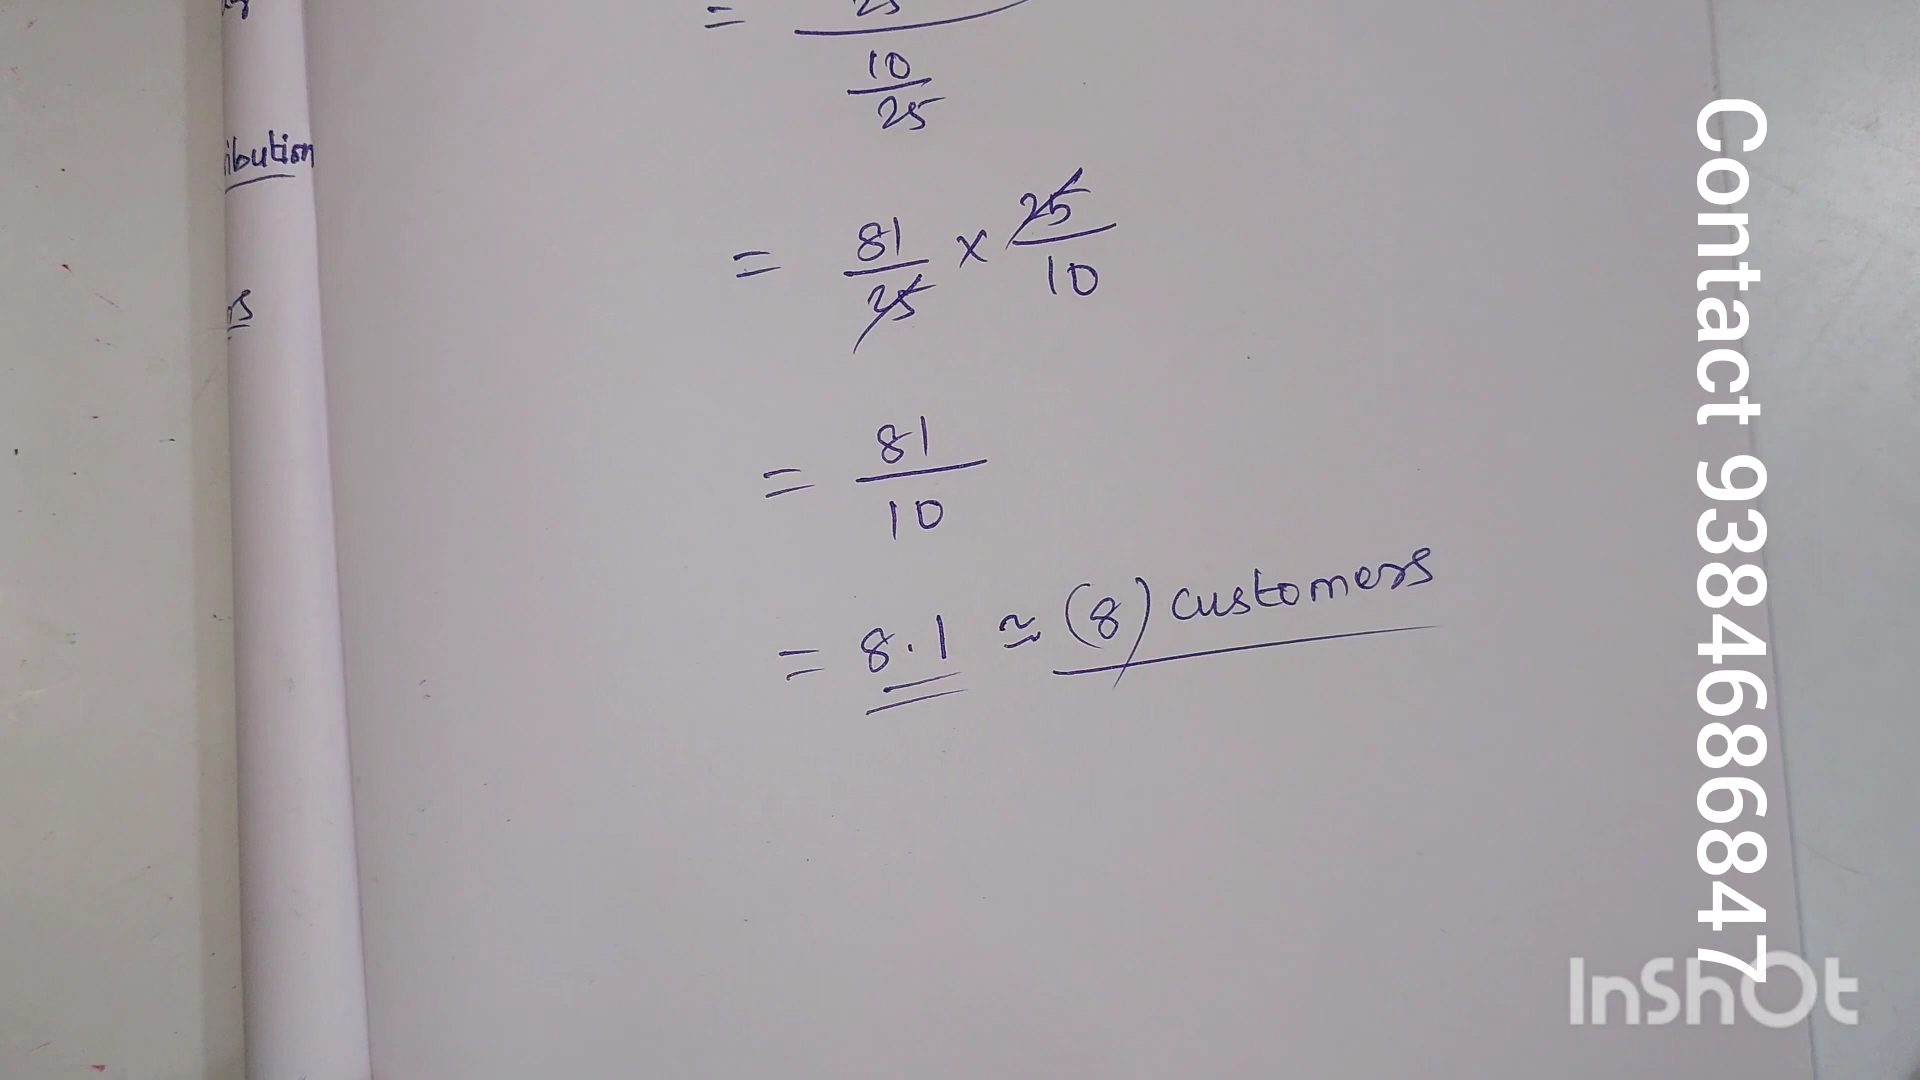 =
10
25
ibution
= 81/25 × 25/10
= 81/10
= 8.1 ≃ (8) customers
Contact 9384686847
InShOt